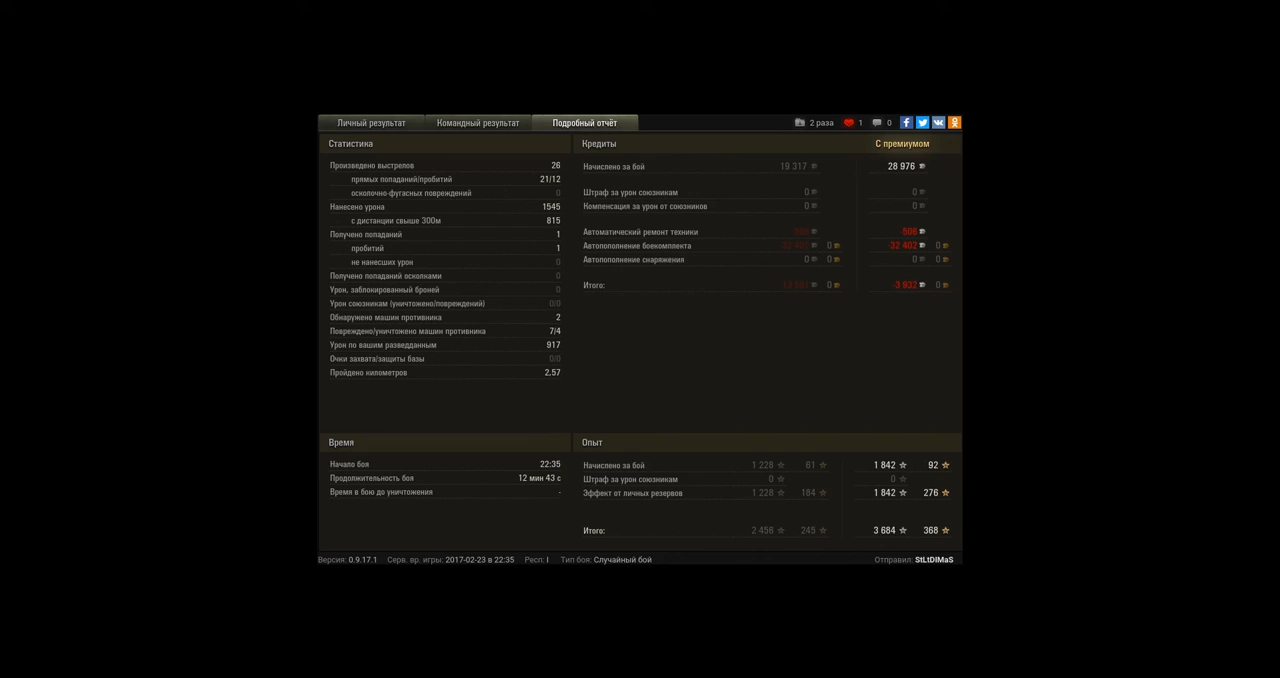 Личный результат Командный результат Подробный отчёт 2 раза 1 0
Статистика Кредиты С премиумом
Произведено выстрелов 26 Начислено за бой 19 317 28 976
прямых попаданий/пробитий 21/12
осколочно-фугасных повреждений 0 Штраф за урон союзникам 0 0
Нанесено урона 1545 Компенсация за урон от союзников 0 0
с дистанции свыше 300м 815
Получено попаданий 1 Автоматический ремонт техники -506
пробитий 1 Автопополнение боекомплекта 0 -32 402 0
не нанесших урон 0 Автопополнение снаряжения 0 0 0 0
Получено попаданий осколками 0
Урон, заблокированный броней 0 Итого: 0 -3 932 0
Урон союзникам (уничтожено/повреждений) 0/0
Обнаружено машин противника 2
Повреждено/уничтожено машин противника 7/4
Урон по вашим разведданным 917
Очки захвата/защиты базы 0/0
Пройдено километров 2,57
Время Опыт
Начало боя 22:35 Начислено за бой 1 228 61 1 842 92
Продолжительность боя 12 мин 43 с Штраф за урон союзникам 0 0
Время в бою до уничтожения - Эффект от личных резервов 1 228 184 1 842 276
Итого: 2 456 245 3 684 368
Версия: 0.9.17.1 Серв. вр. игры: 2017-02-23 в 22:35 Респ: I Тип боя: Случайный бой Отправил: StLtDIMaS